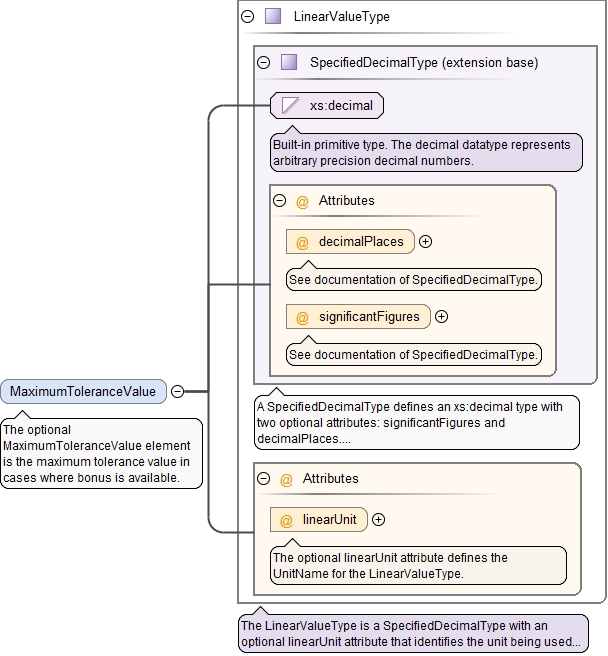 LinearValueType
SpecifiedDecimalType (extension base)
xs:decimal
Built-in primitive type. The decimal datatype represents
arbitrary precision decimal numbers.
@ Attributes
@ decimalPlaces
See documentation of SpecifiedDecimalType.
@ significantFigures
See documentation of SpecifiedDecimalType.
MaximumToleranceValue
The optional
MaximumToleranceValue element
is the maximum tolerance value in
cases where bonus is available.
A SpecifiedDecimalType defines an xs:decimal type with
two optional attributes: significantFigures and
decimalPlaces....
@ Attributes
@ linearUnit
The optional linearUnit attribute defines the
UnitName for the LinearValueType.
The LinearValueType is a SpecifiedDecimalType with an
optional linearUnit attribute that identifies the unit being used...